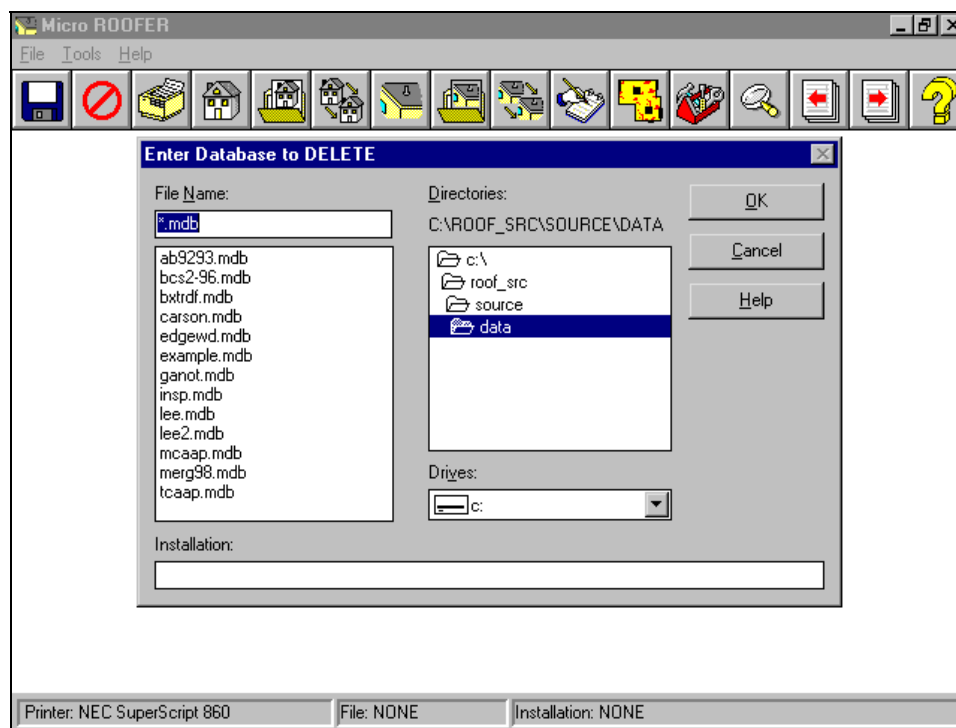 Micro ROOFER
File Tools Help
Enter Database to DELETE
File Name:
*.mdb
ab9293.mdb
bcs2-96.mdb
bxtrdf.mdb
carson.mdb
edgewd.mdb
example.mdb
ganot.mdb
insp.mdb
lee.mdb
lee2.mdb
mcaap.mdb
merg98.mdb
tcaap.mdb
Directories:
C:\ROOF_SRC\SOURCE\DATA
c:\
roof_src
source
data
Drives:
c:
OK
Cancel
Help
Installation:
Printer: NEC SuperScript 860
File: NONE
Installation: NONE